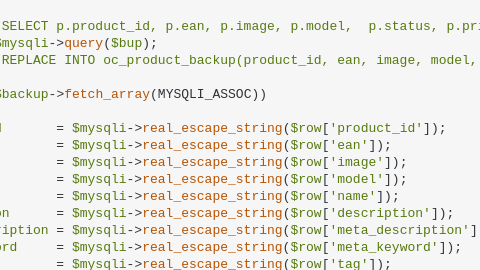 SELECT p.product_id, p.ean, p.image, p.model,  p.status, p.pri
$mysqli->query($bup);
REPLACE INTO oc_product_backup(product_id, ean, image, model,
$backup->fetch_array(MYSQLI_ASSOC))
= $mysqli->real_escape_string($row['product_id']);
= $mysqli->real_escape_string($row['ean']);
= $mysqli->real_escape_string($row['image']);
= $mysqli->real_escape_string($row['model']);
= $mysqli->real_escape_string($row['name']);
on = $mysqli->real_escape_string($row['description']);
ription = $mysqli->real_escape_string($row['meta_description']
ord = $mysqli->real_escape_string($row['meta_keyword']);
= $mysqli->real_escape_string($row['tag']);